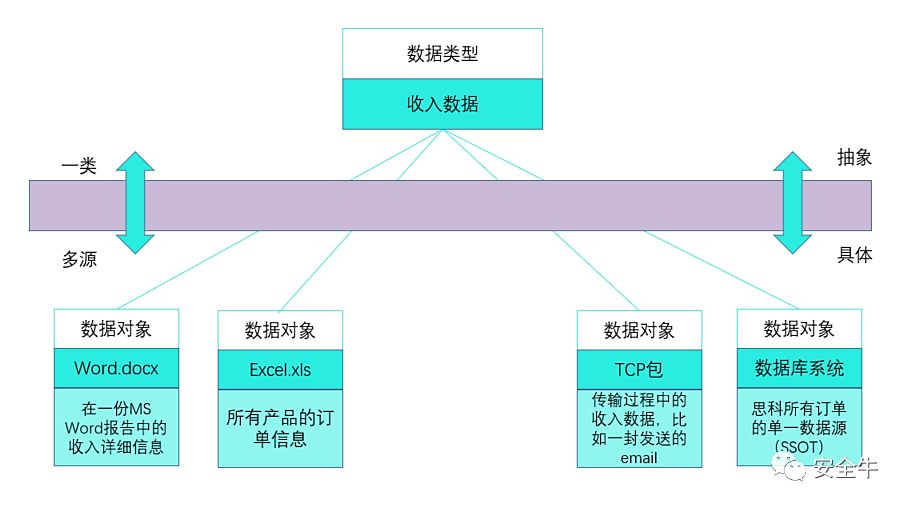 数据类型
收入数据
一类
抽象
多源
具体
数据对象
Word.docx
在一份MS
Word报告中的
收入详细信息
数据对象
Excel.xls
所有产品的订
单信息
数据对象
TCP包
传输过程中的
收入数据，比
如一封发送的
email
数据对象
数据库系统
思科所有订单
的单一数据源
（SSOT）
安全牛